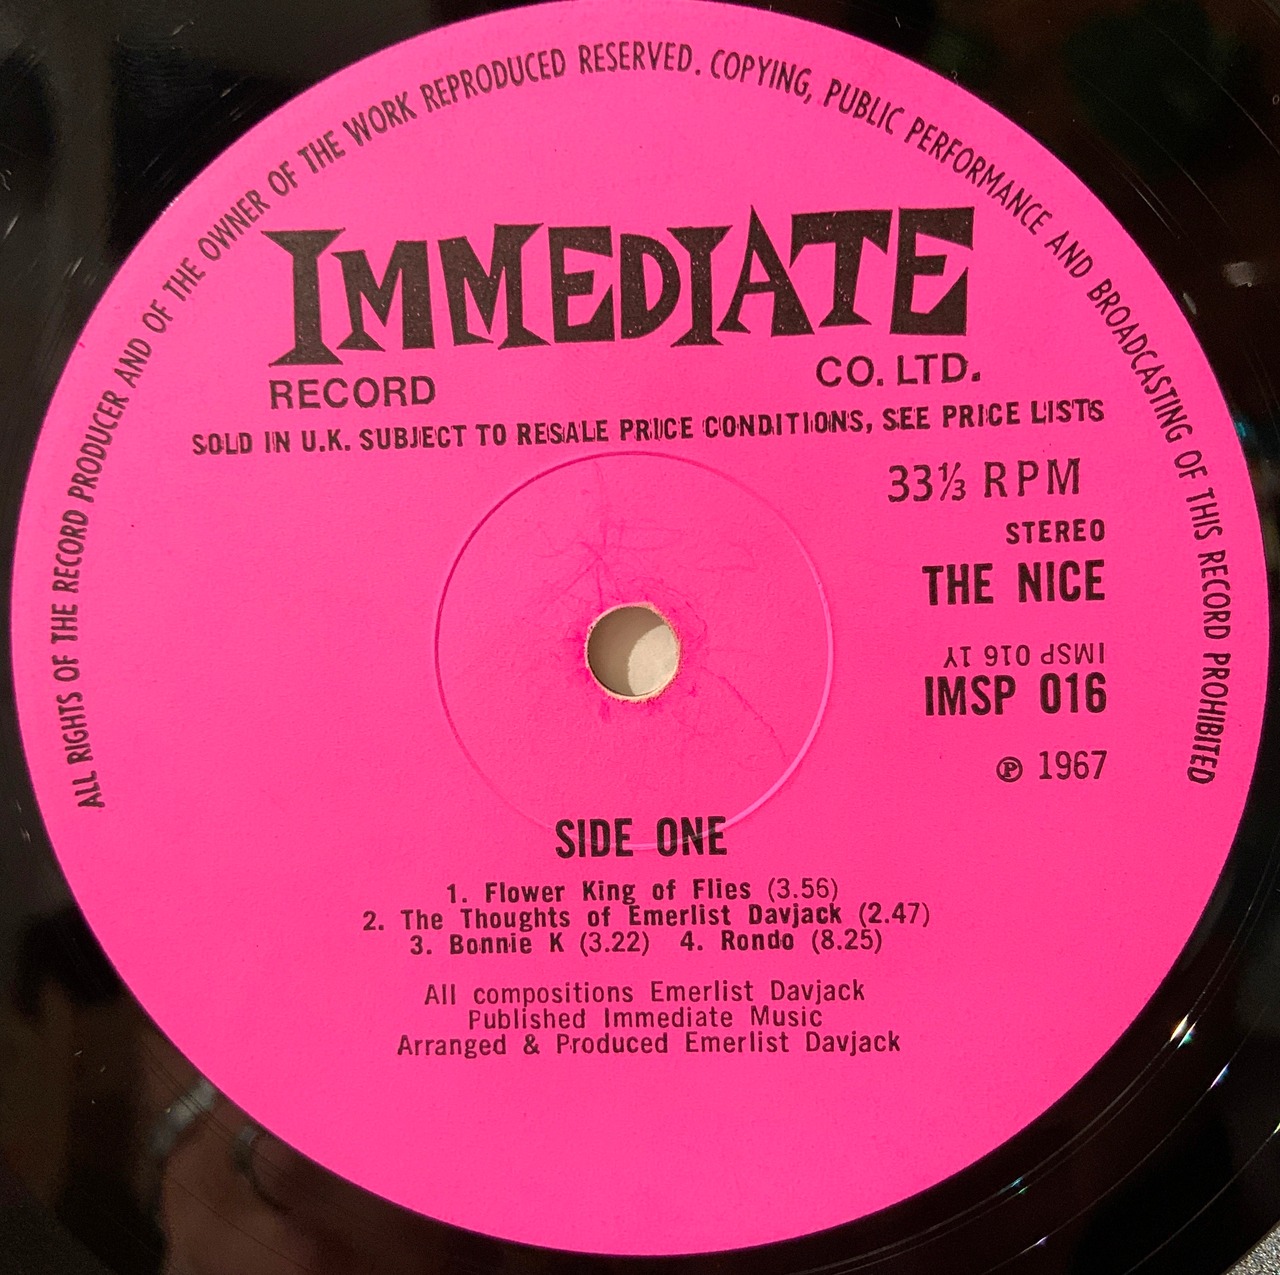 ALL RIGHTS OF THE RECORD PRODUCER AND OF THE OWNER OF THE WORK REPRODUCED RESERVED. COPYING, PUBLIC PERFORMANCE AND BROADCASTING OF THIS RECORD PROHIBITED
IMMEDIATE
RECORD CO. LTD.
SOLD IN U.K. SUBJECT TO RESALE PRICE CONDITIONS, SEE PRICE LISTS
33⅓ RPM
STEREO
THE NICE
IMSP 016 1Y
IMSP 016
℗ 1967
SIDE ONE
1. Flower King of Flies (3.56)
2. The Thoughts of Emerlist Davjack (2.47)
3. Bonnie K (3.22) 4. Rondo (8.25)
All compositions Emerlist Davjack
Published Immediate Music
Arranged & Produced Emerlist Davjack